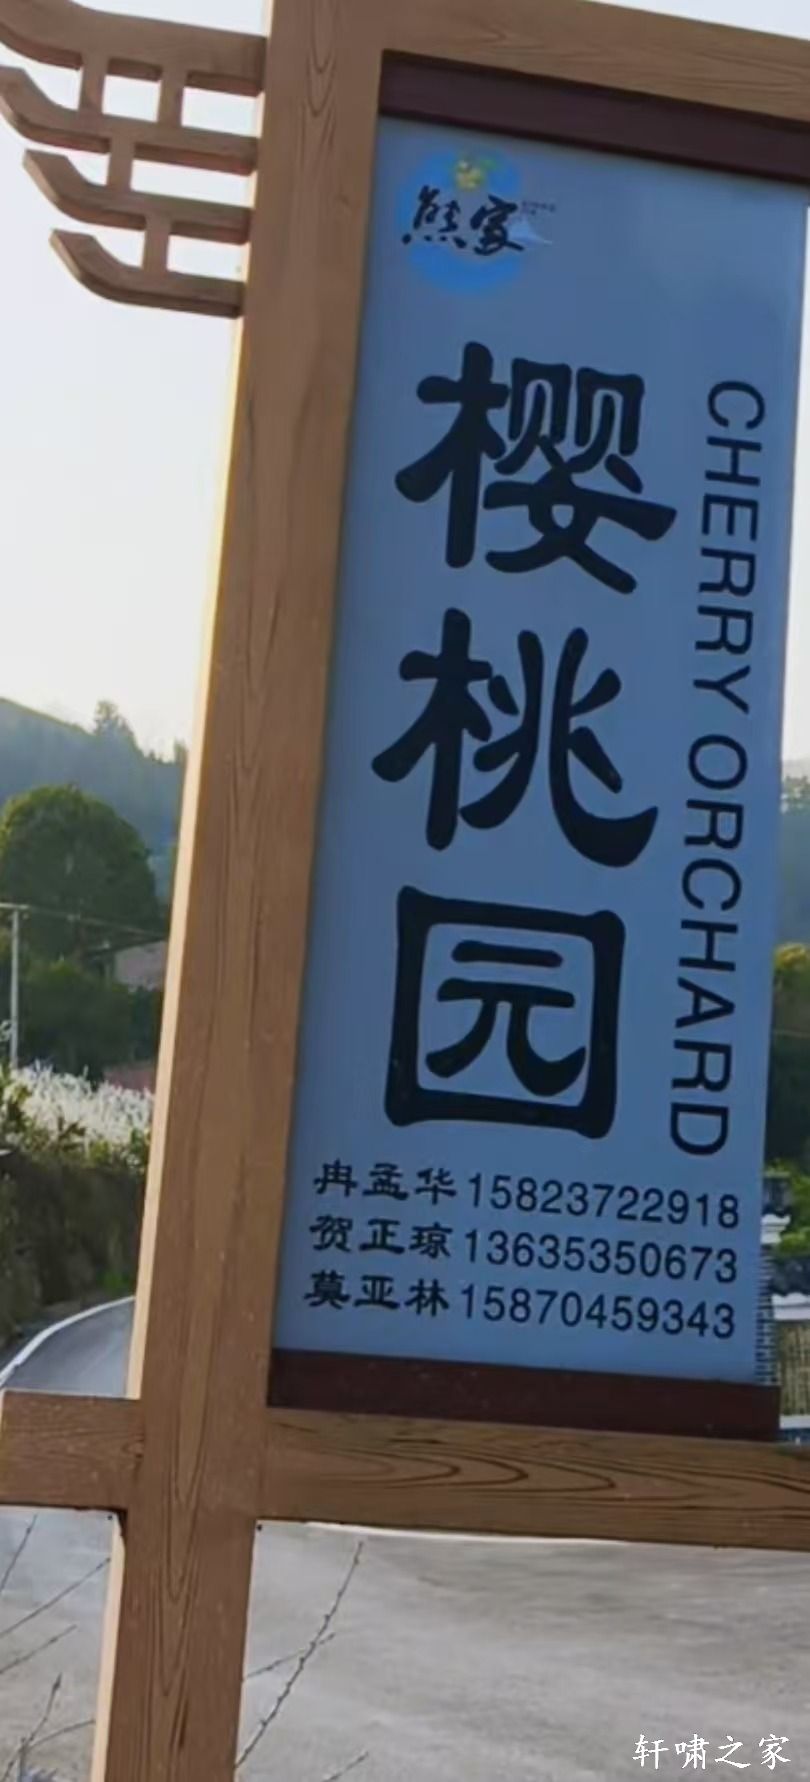 熊家
樱桃园
CHERRY ORCHARD
冉孟华 15823722918
贺正琼 13635350673
莫亚林 15870459343
轩啸之家